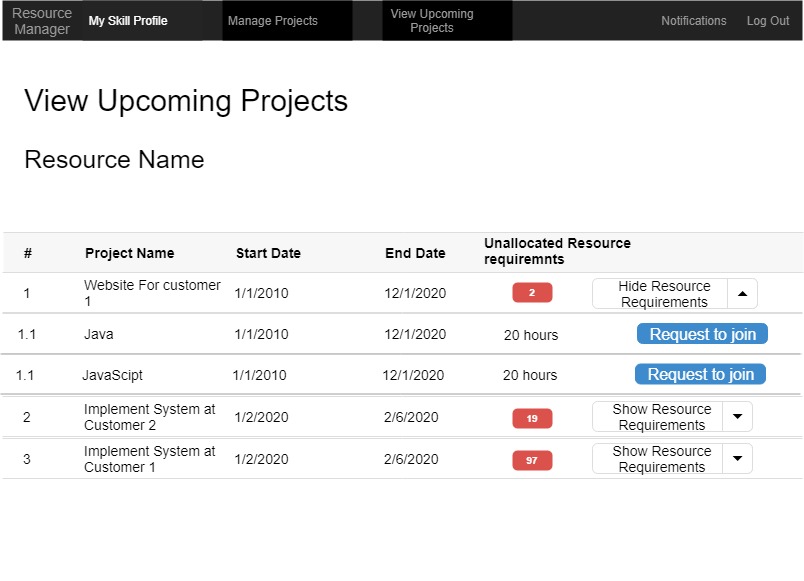 Resource Manager My Skill Profile Manage Projects View Upcoming Projects Notifications Log Out
View Upcoming Projects
Resource Name
# Project Name Start Date End Date Unallocated Resource requiremnts
1 Website For customer 1 1/1/2010 12/1/2020 2 Hide Resource Requirements
1.1 Java 1/1/2010 12/1/2020 20 hours Request to join
1.1 JavaScipt 1/1/2010 12/1/2020 20 hours Request to join
2 Implement System at Customer 2 1/2/2020 2/6/2020 19 Show Resource Requirements
3 Implement System at Customer 1 1/2/2020 2/6/2020 97 Show Resource Requirements